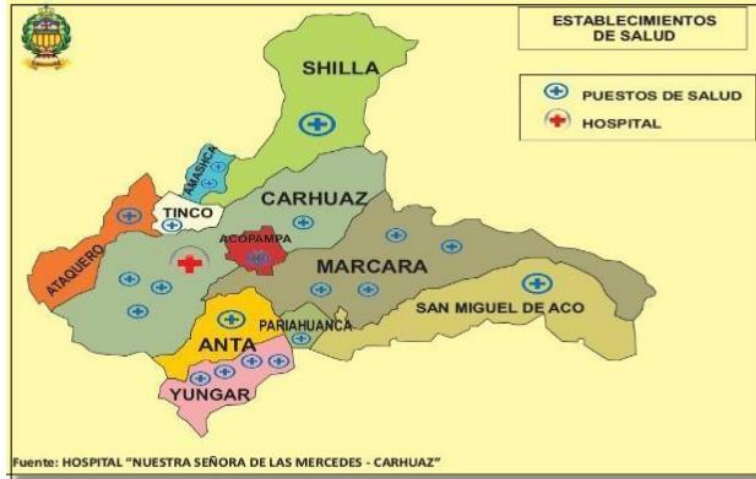 ESTABLECIMIENTOS
DE SALUD
PUESTOS DE SALUD
HOSPITAL
SHILLA
AMASHCA
TINCO
CARHUAZ
ATAQUERO
ACOPAMPA
MARCARA
SAN MIGUEL DE ACO
PARIAHUANCA
ANTA
YUNGAR
Fuente: HOSPITAL "NUESTRA SEÑORA DE LAS MERCEDES - CARHUAZ"